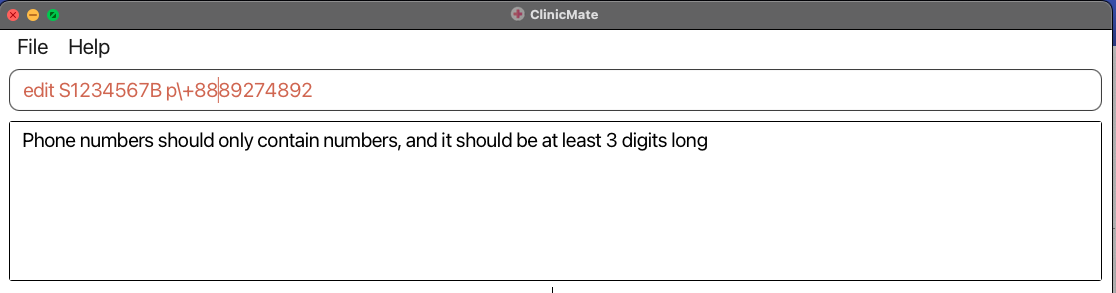 ClinicMate
File Help
edit S1234567B p\+8889274892
Phone numbers should only contain numbers, and it should be at least 3 digits long